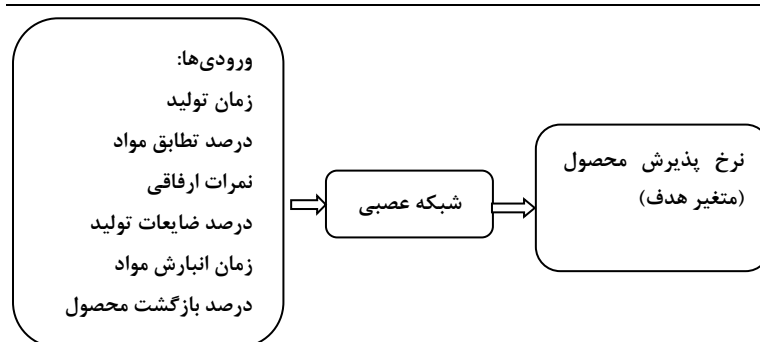 ورودی‌ها:
زمان تولید
درصد تطابق مواد
نمرات ارفاقی
درصد ضایعات تولید
زمان انبارش مواد
درصد بازگشت محصول
شبکه عصبی
نرخ پذیرش محصول
(متغیر هدف)